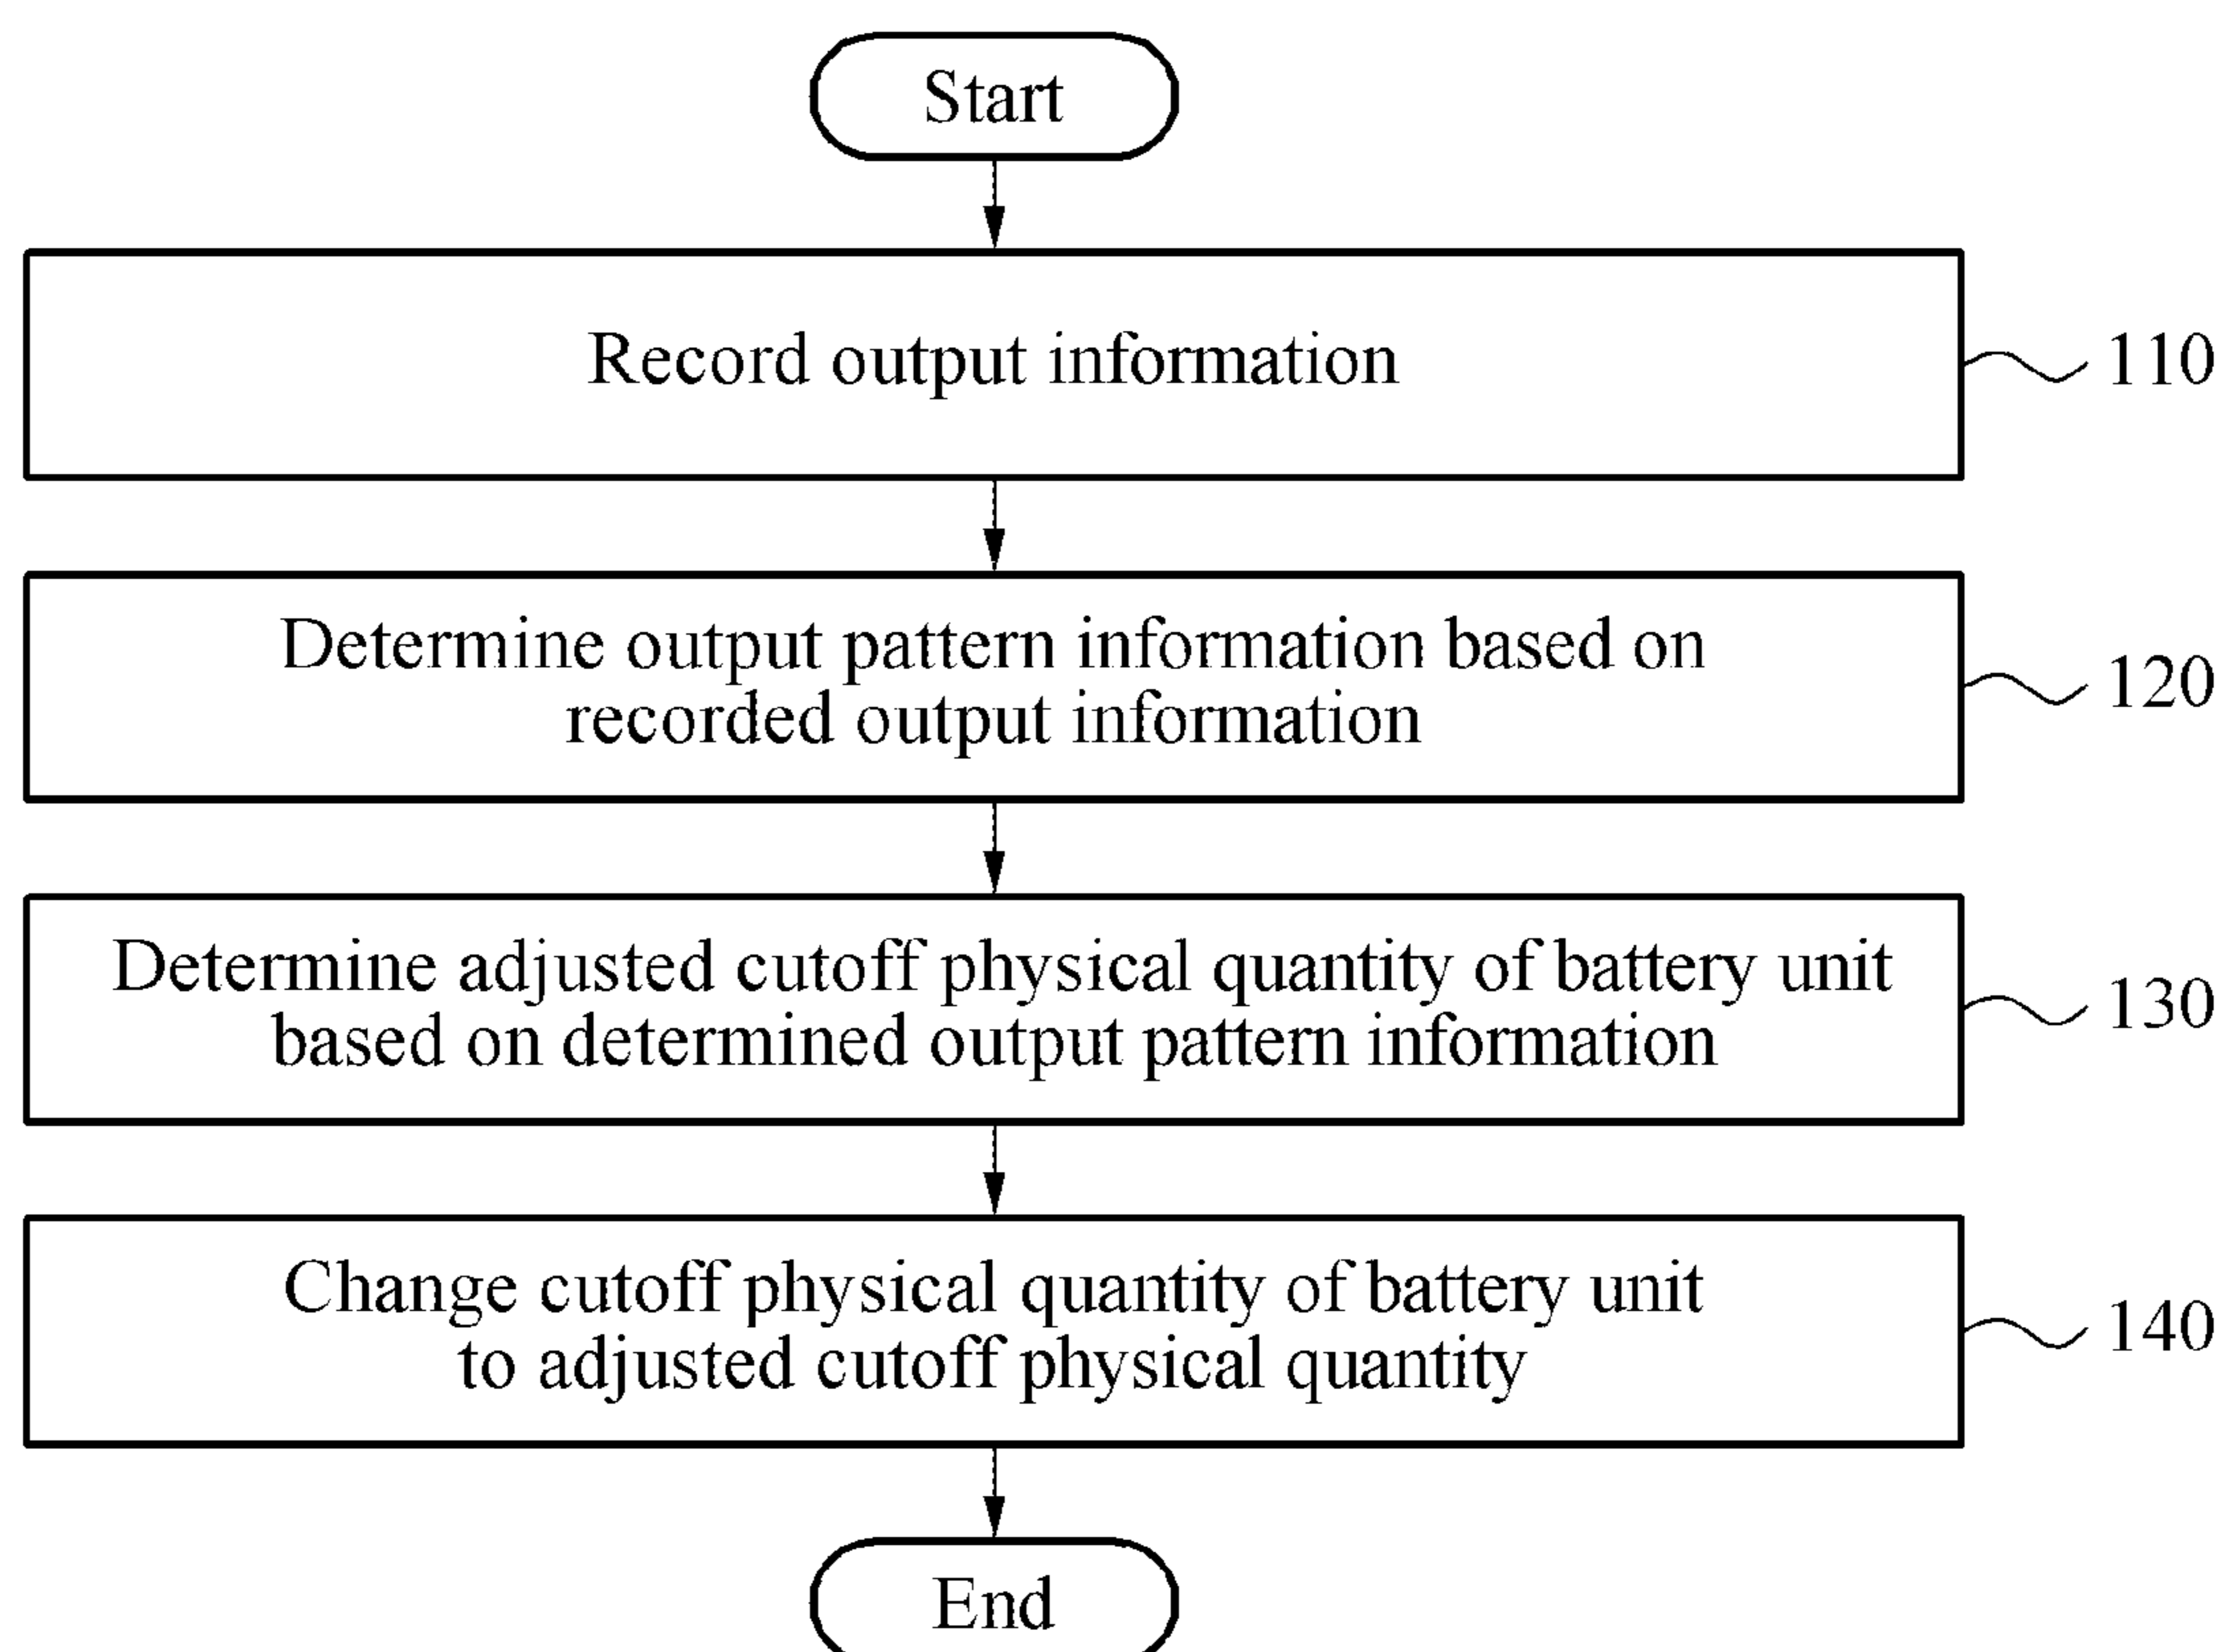 Start
Record output information
110
Determine output pattern information based on
recorded output information
120
Determine adjusted cutoff physical quantity of battery unit
based on determined output pattern information
130
Change cutoff physical quantity of battery unit
to adjusted cutoff physical quantity
140
End